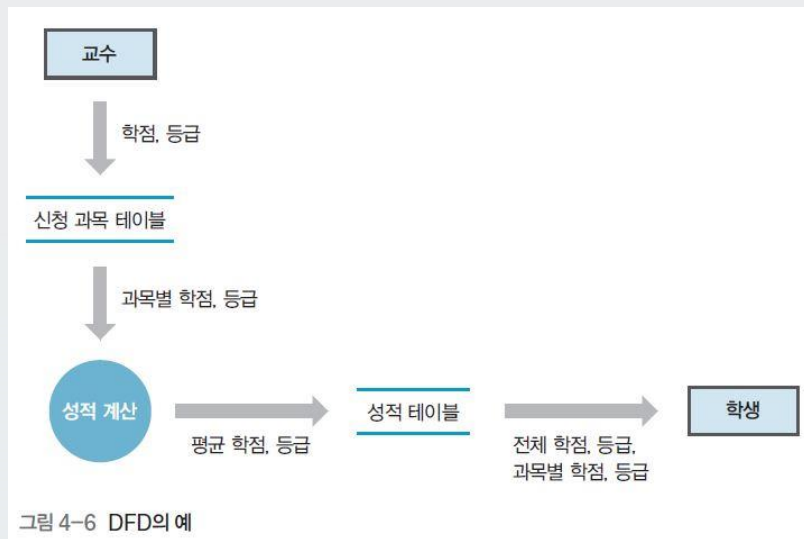 교수
학점, 등급
신청 과목 테이블
과목별 학점, 등급
성적 계산
평균 학점, 등급
성적 테이블
전체 학점, 등급,
과목별 학점, 등급
학생
그림 4-6 DFD의 예